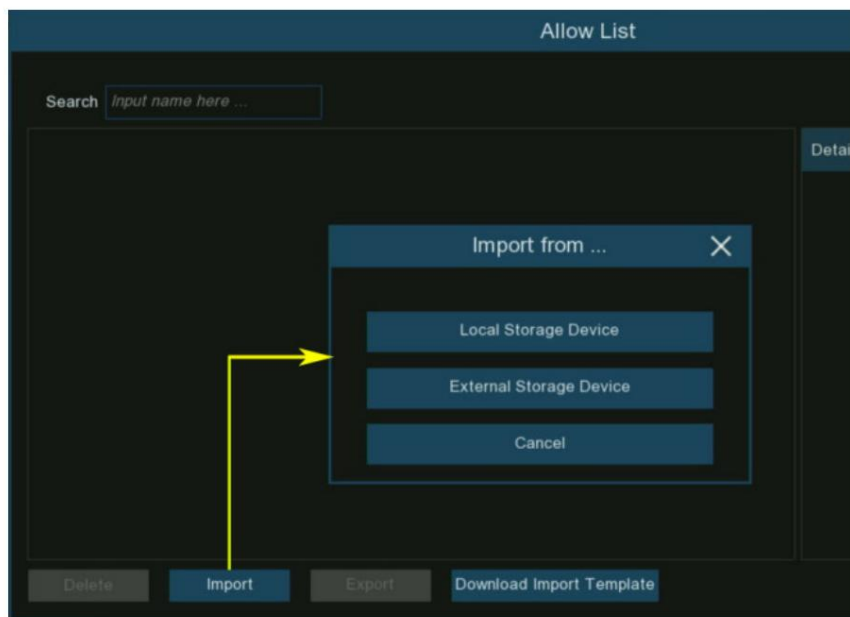 Allow List
Search Input name here ...
Detai
Import from ...
Local Storage Device
External Storage Device
Cancel
Delete Import Export Download Import Template